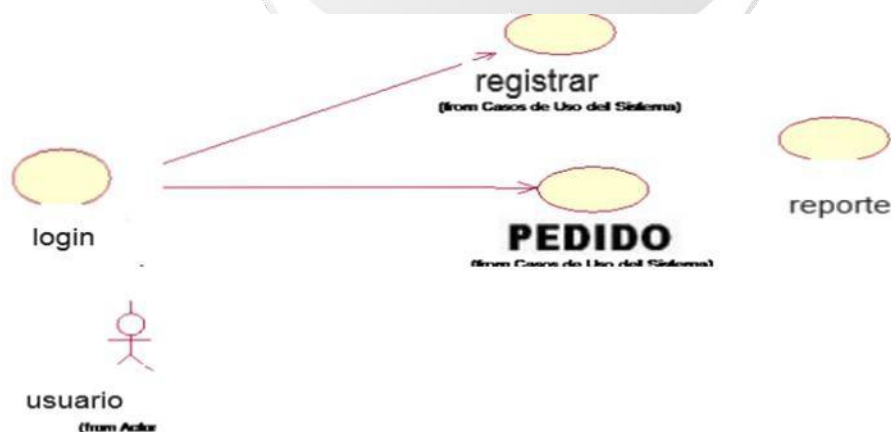 registrar
(from Casos de Uso del Sistema)
login
PEDIDO
(from Casos de Uso del Sistema)
reporte
usuario
(from Actor